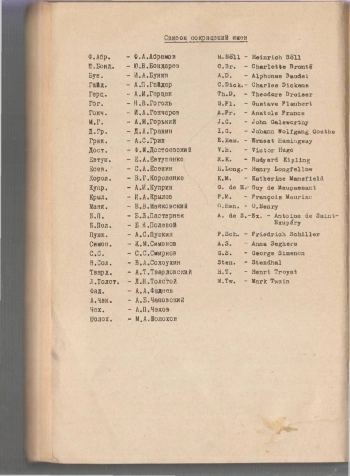 Список сокращений имен
Ф.Абр. - Ф.А.Абрамов
Ю.Бонд. - Ю.В.Бондарев
Бун. - И.А.Бунин
Гайд. - А.П.Гайдар
Герц. - А.И.Герцен
Гог. - Н.В.Гоголь
Гонч. - И.А.Гончаров
М.Г. - А.М.Горький
Д.Гр. - Д.А.Гранин
Гриб. - А.С.Гриб
Дост. - Ф.М.Достоевский
Евтуш. - Е.А.Евтушенко
Есен. - С.А.Есенин
Корол. - В.Г.Короленко
Купр. - А.И.Куприн
Крыл. - И.А.Крылов
Маяк. - В.В.Маяковский
Б.П. - Б.Л.Пастернак
Б.Пол. - Б.Н.Полевой
Пушк. - А.С.Пушкин
Симон. - К.М.Симонов
С.С. - С.С.Смирнов
В.Сол. - В.А.Солоухин
Твард. - А.Т.Твардовский
Л.Толст. - Л.Н.Толстой
Фад. - А.А.Фадеев
А.Чак. - А.Б.Чаковский
Чех. - А.П.Чехов
Шолох. - М.А.Шолохов
H.Böll - Heinrich Böll
C.Br. - Charlotte Brontë
A.D. - Alphonse Daudet
C.Dick. - Charles Dickens
Th.D. - Theodore Dreiser
G.Fl. - Gustave Flaubert
A.Fr. - Anatole France
J.G. - John Galsworthy
I.G. - Johann Wolfgang Goethe
E.Hem. - Ernest Hemingway
V.h. - Victor Hugo
R.K. - Rudyard Kipling
H.Long. - Henry Longfellow
K.M. - Katherine Mansfield
G. de M. - Guy de Maupassant
F.M. - François Mauriac
O.Hen. - O.Henry
A. de S.-Ex. - Antoine de Saint-
Exupéry
F.Sch. - Friedrich Schiller
A.S. - Anna Seghers
G.S. - George Simenon
Sten. - Stendhal
H.T. - Henri Troyat
M.Tw. - Mark Twain